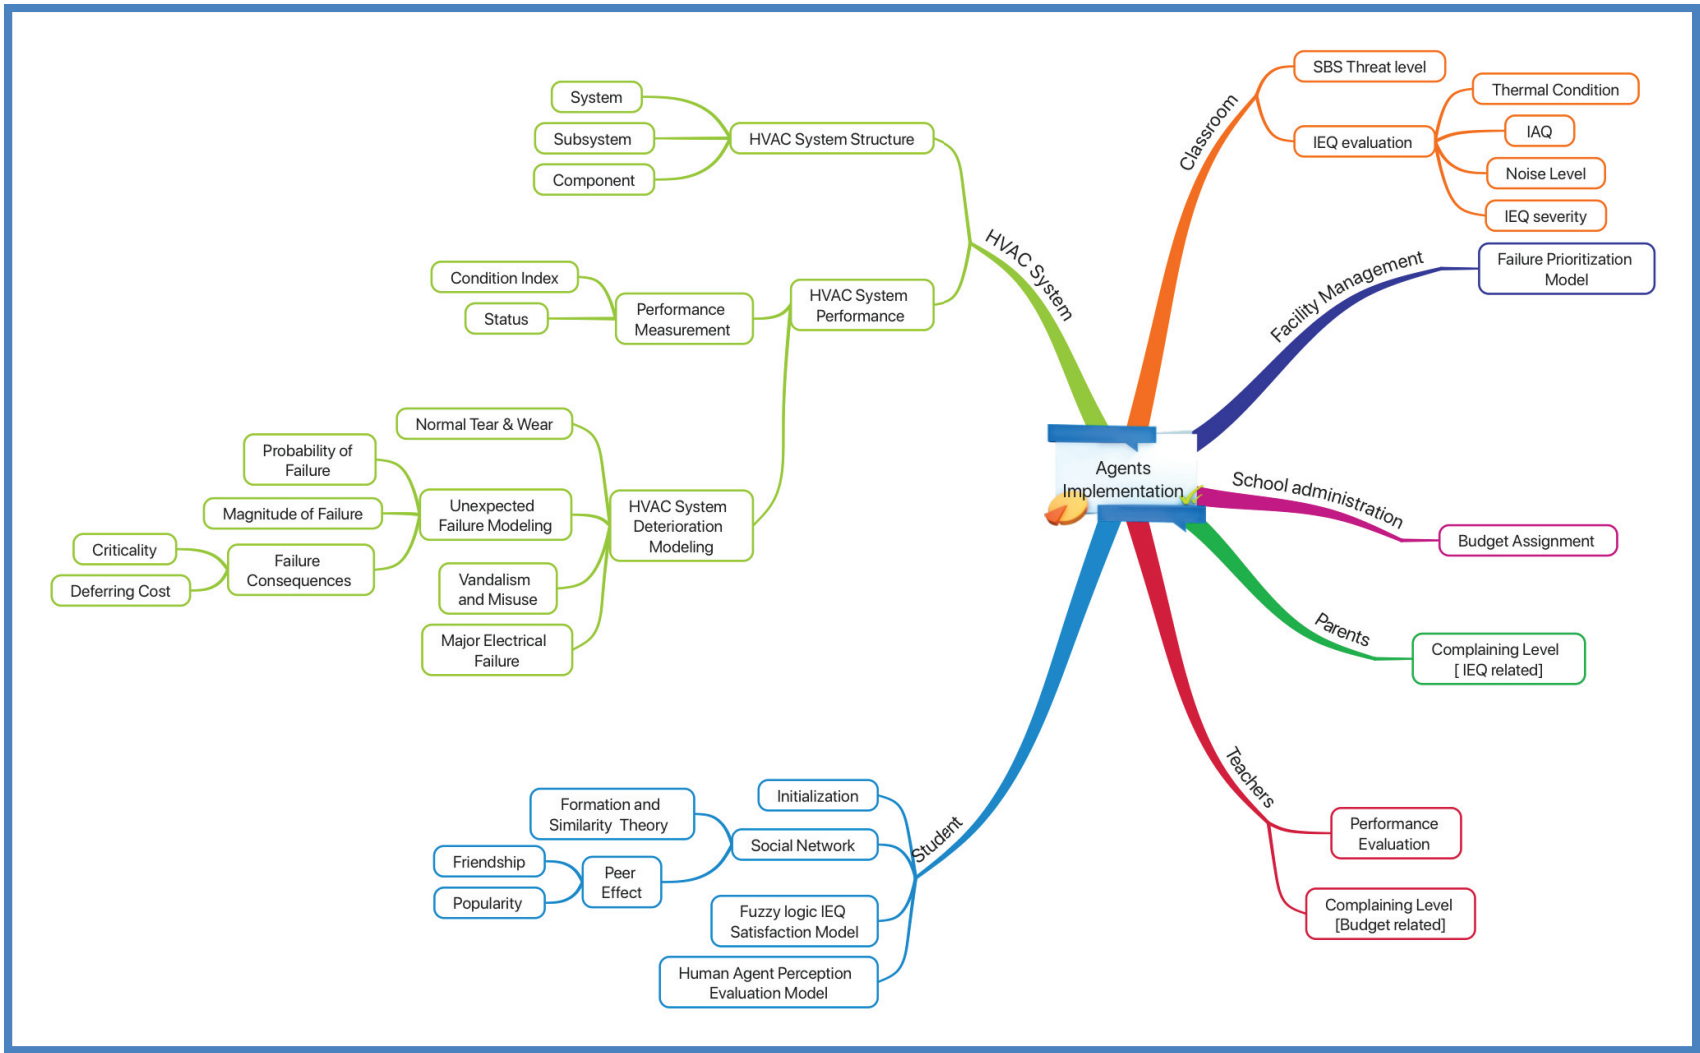 Agents
Implementation
Classroom
SBS Threat level
IEQ evaluation
Thermal Condition
IAQ
Noise Level
IEQ severity
Facility Management
Failure Prioritization
Model
School administration
Budget Assignment
Parents
Complaining Level
[ IEQ related]
Teachers
Performance
Evaluation
Complaining Level
[Budget related]
HVAC System
HVAC System Structure
System
Subsystem
Component
HVAC System
Performance
Performance
Measurement
Condition Index
Status
HVAC System
Deterioration
Modeling
Normal Tear & Wear
Unexpected
Failure Modeling
Probability of
Failure
Magnitude of Failure
Failure
Consequences
Criticality
Deferring Cost
Vandalism
and Misuse
Major Electrical
Failure
Student
Initialization
Social Network
Formation and
Similarity  Theory
Peer
Effect
Friendship
Popularity
Fuzzy logic IEQ
Satisfaction Model
Human Agent Perception
Evaluation Model